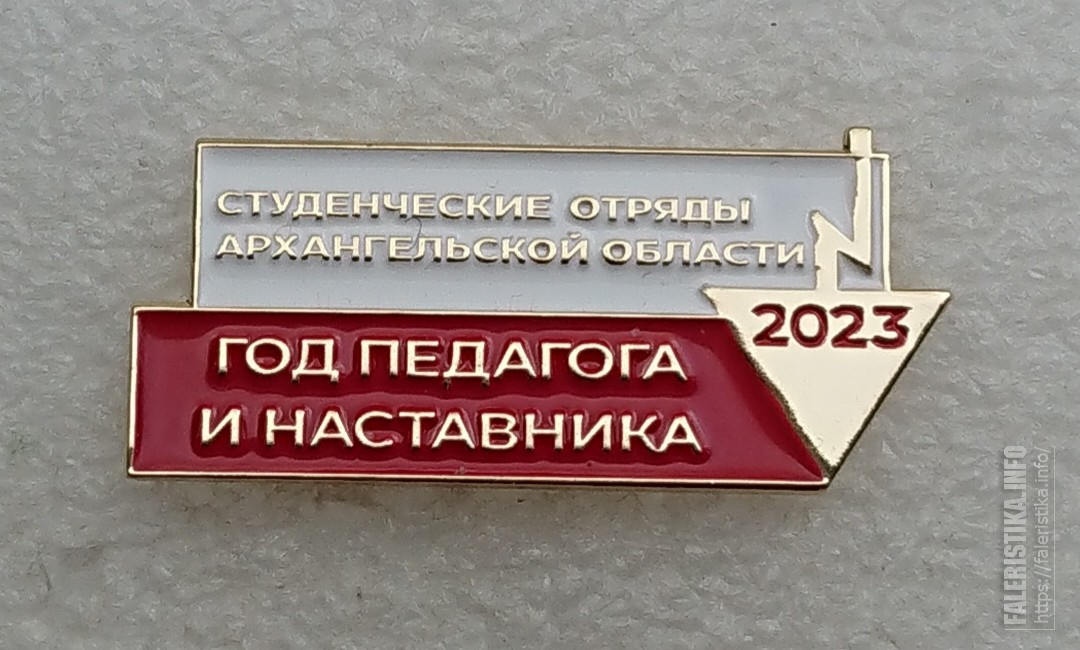 СТУДЕНЧЕСКИЕ ОТРЯДЫ
АРХАНГЕЛЬСКОЙ ОБЛАСТИ
2023
ГОД ПЕДАГОГА
И НАСТАВНИКА
FALERISTIKA.INFO
https://faleristika.info/